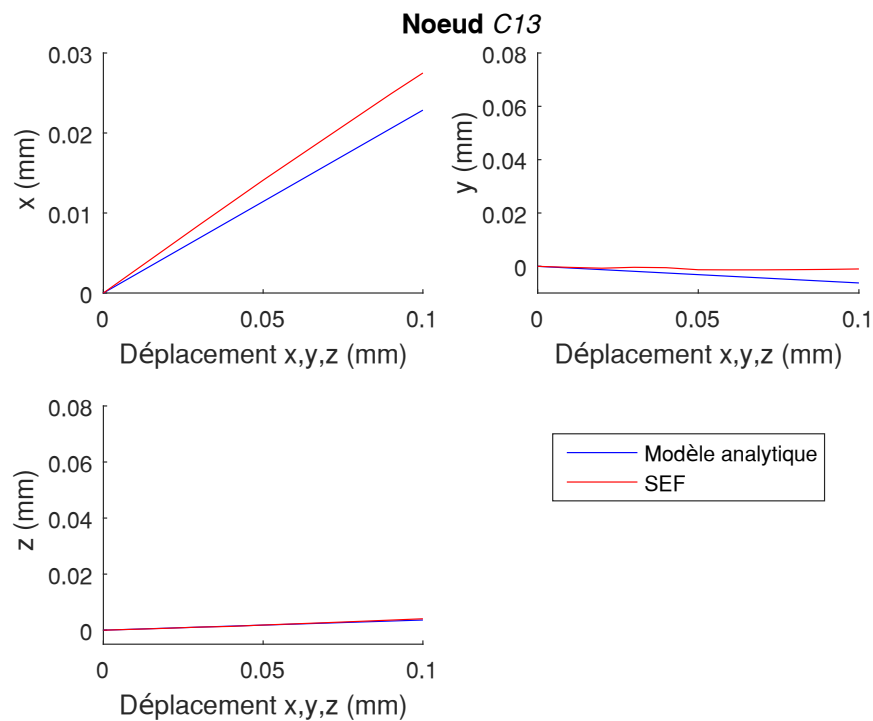 Noeud C13
0.03
0.02
0.01
0
x (mm)
0
0.05
0.1
Déplacement x,y,z (mm)
0.08
0.06
0.04
0.02
0
y (mm)
0
0.05
0.1
Déplacement x,y,z (mm)
0.08
0.06
0.04
0.02
0
z (mm)
0
0.05
0.1
Déplacement x,y,z (mm)
Modèle analytique
SEF